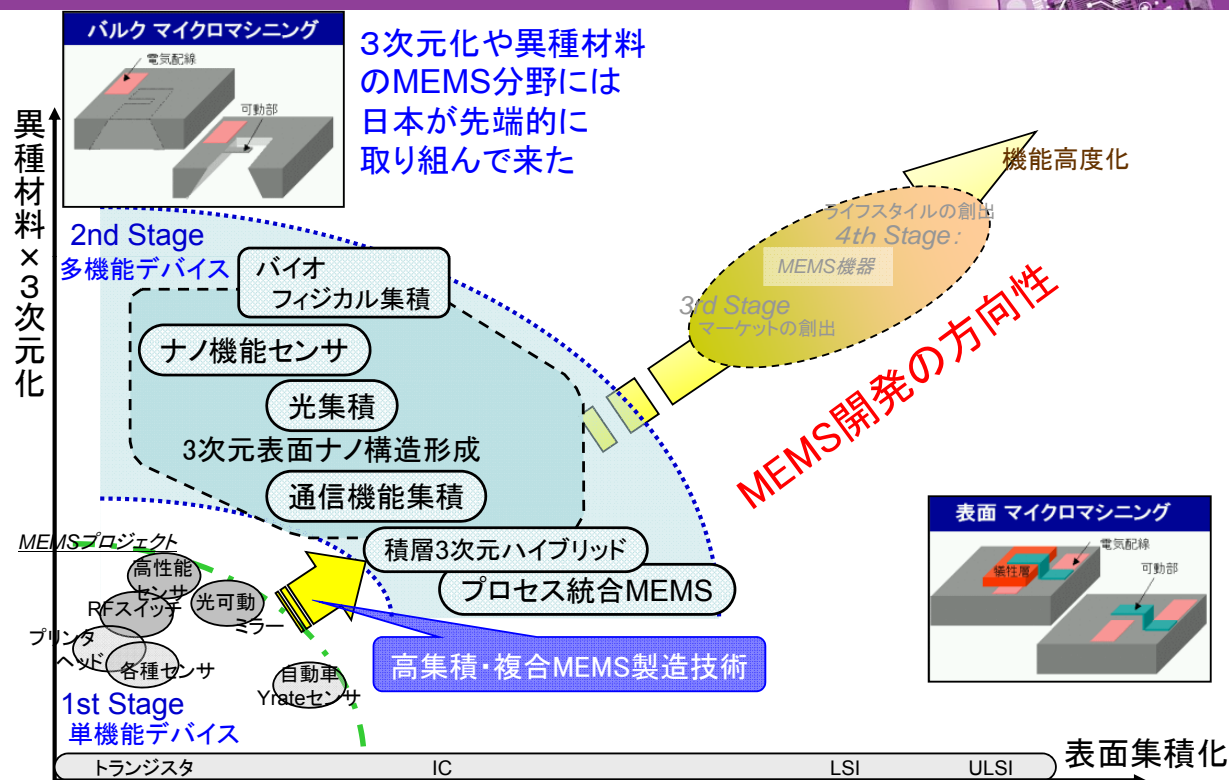 バルク マイクロマシニング
電気配線
可動部
３次元化や異種材料
のMEMS分野には
日本が先端的に
取り組んで来た
異種材料×３次元化
機能高度化
ライフスタイルの創出
4th Stage：
MEMS機器
3rd Stage
マーケットの創出
MEMS開発の方向性
2nd Stage
多機能デバイス
バイオ
フィジカル集積
ナノ機能センサ
光集積
3次元表面ナノ構造形成
通信機能集積
積層3次元ハイブリッド
プロセス統合MEMS
MEMSプロジェクト
高性能
センサ
RFスイッチ
光可動
ミラー
プリンタ
ヘッド
各種センサ
自動車
Yrateセンサ
高集積・複合MEMS製造技術
1st Stage
単機能デバイス
表面 マイクロマシニング
電気配線
犠牲層
可動部
トランジスタ
IC
LSI
ULSI
表面集積化